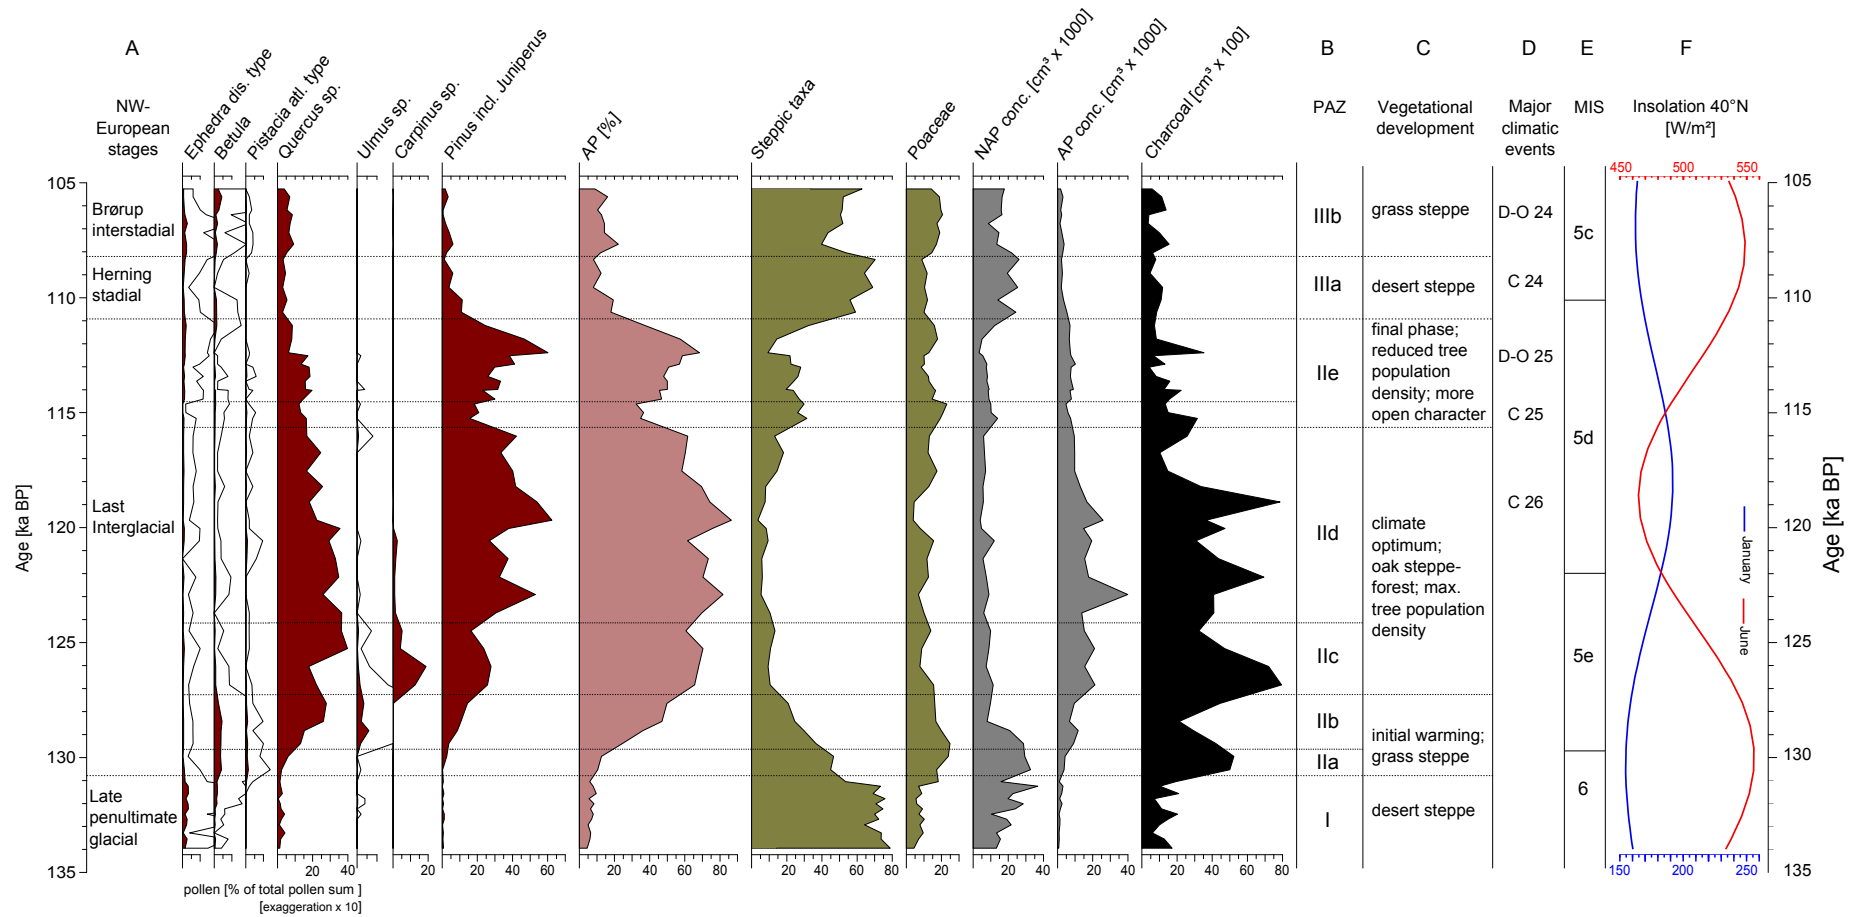 A B C D E F
NW-
European
stages
Ephedra dis. type
Betula
Pistacia atl. type
Quercus sp.
Ulmus sp.
Carpinus sp.
Pinus incl. Juniperus
AP [%]
Steppic taxa
Poaceae
NAP conc. [cm³ x 1000]
AP conc. [cm³ x 1000]
Charcoal [cm³ x 100]
PAZ
Vegetational
development
Major
climatic
events
MIS
Insolation 40°N
[W/m²]
450 500 550
Age [ka BP]
105
110
115
120
125
130
135
Brørup
interstadial
Herning
stadial
Last
Interglacial
Late
penultimate
glacial
IIIb
IIIa
IIe
IId
IIc
IIb
IIa
I
grass steppe
desert steppe
final phase;
reduced tree
population
density; more
open character
climate
optimum;
oak steppe-
forest; max.
tree population
density
initial warming;
grass steppe
desert steppe
D-O 24
C 24
D-O 25
C 25
C 26
5c
5d
5e
6
January
June
105
110
115
120
125
130
135
Age [ka BP]
20 40 20 20 40 60 20 40 60 80 20 40 60 80 20 20 40 20 40 20 40 60 80
150 200 250
pollen [% of total pollen sum ]
[exaggeration x 10]